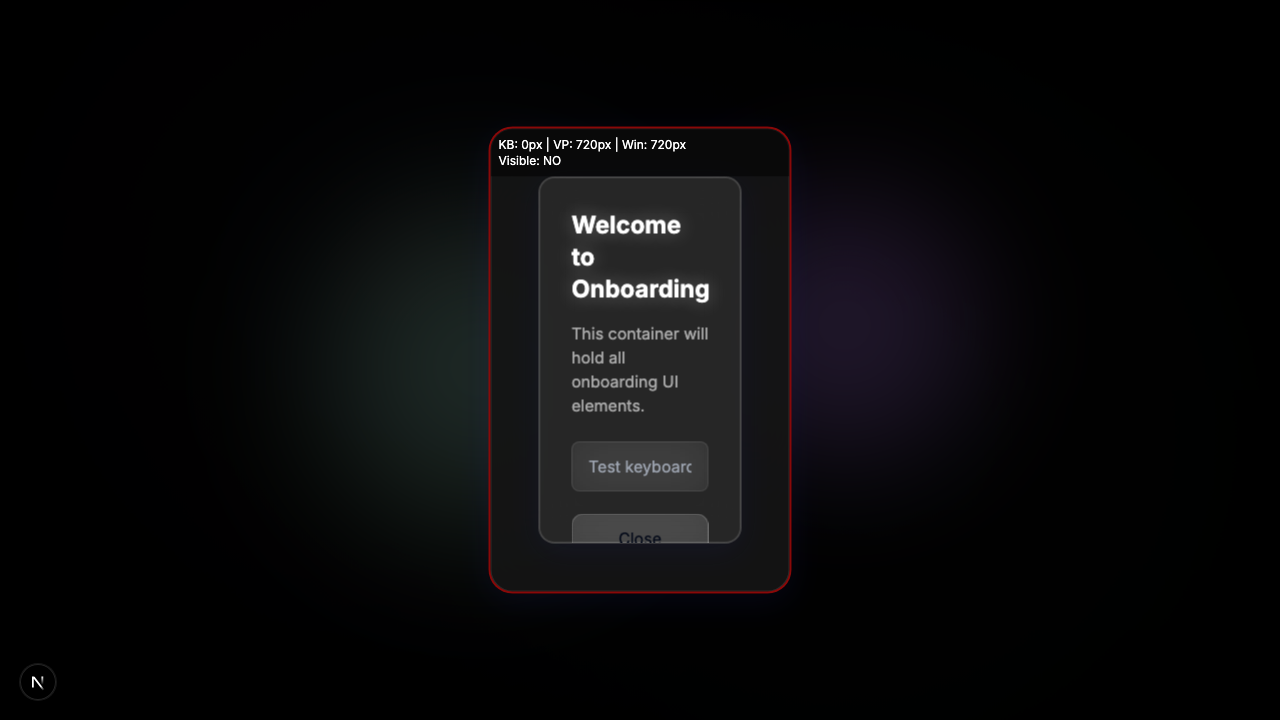 KB: 0px | VP: 720px | Win: 720px
Visible: NO
Welcome
to
Onboarding
This container will
hold all
onboarding UI
elements.
Test keyboard
Close
N